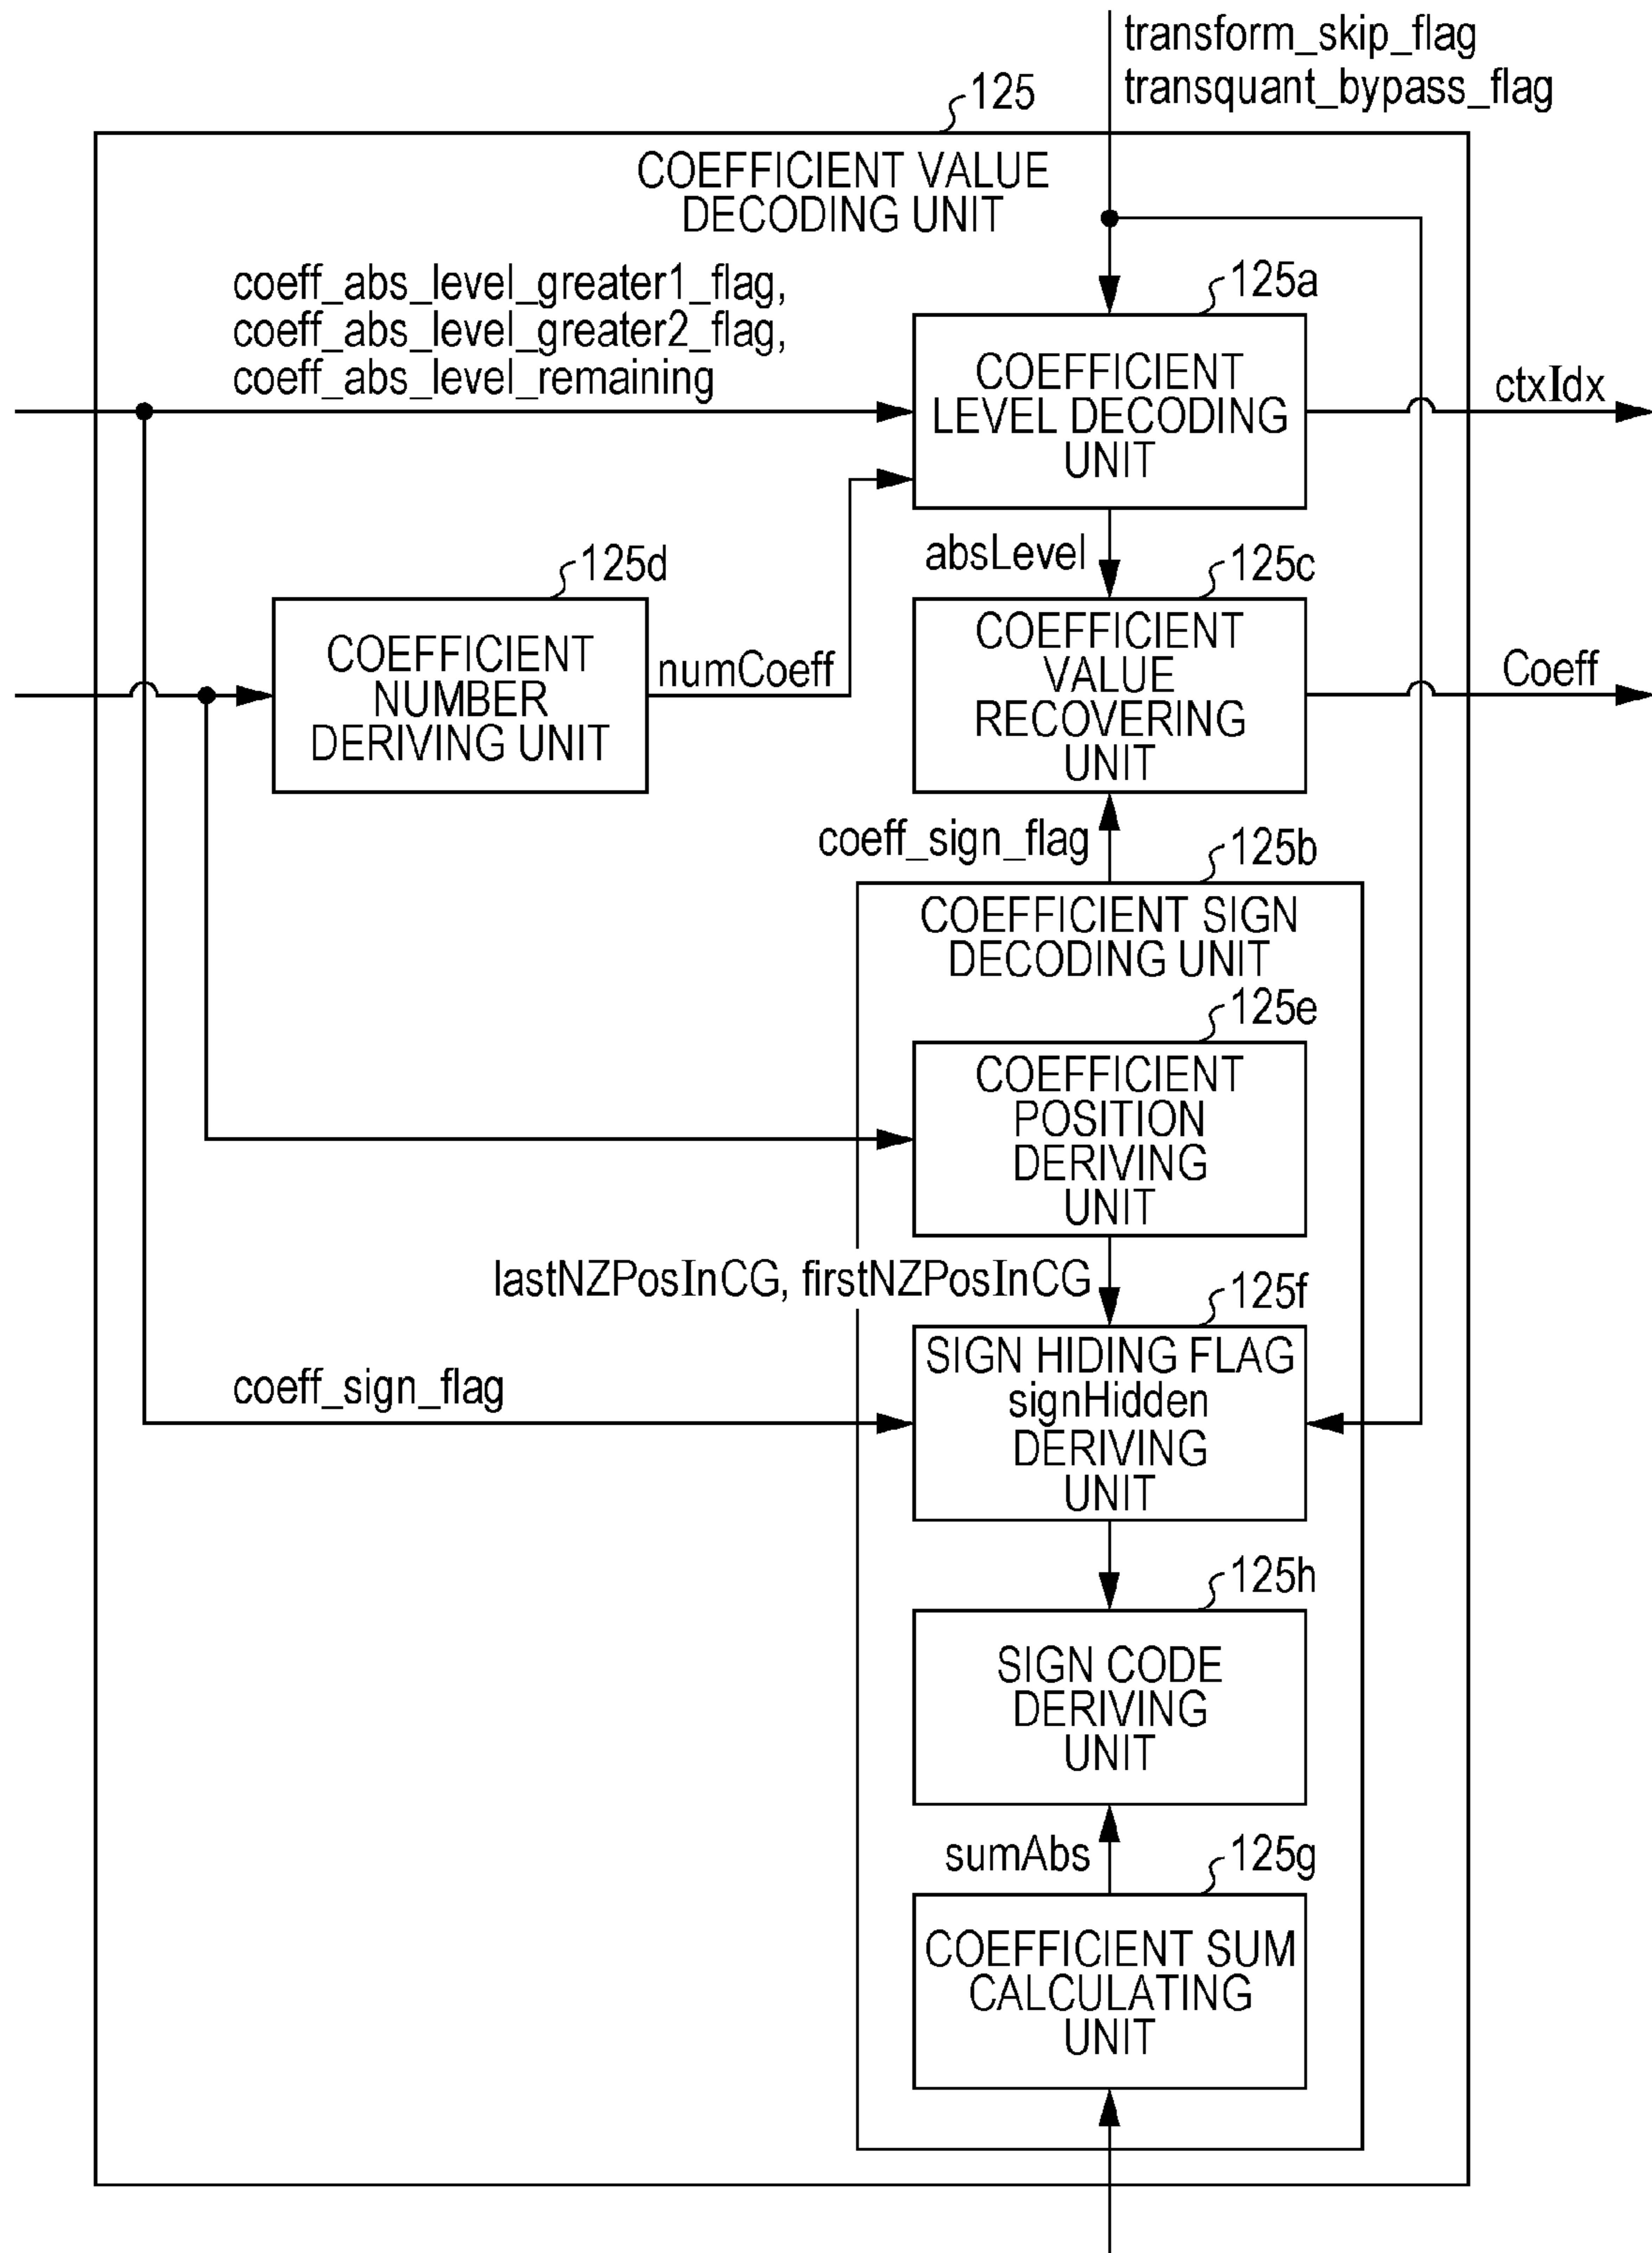 transform_skip_flag
transquant_bypass_flag
125
COEFFICIENT VALUE
DECODING UNIT
coeff_abs_level_greater1_flag,
coeff_abs_level_greater2_flag,
coeff_abs_level_remaining
125a
COEFFICIENT
LEVEL DECODING
UNIT
ctxIdx
absLevel
125d
COEFFICIENT
NUMBER
DERIVING UNIT
numCoeff
125c
COEFFICIENT
VALUE
RECOVERING
UNIT
Coeff
coeff_sign_flag
125b
COEFFICIENT SIGN
DECODING UNIT
125e
COEFFICIENT
POSITION
DERIVING
UNIT
lastNZPosInCG, firstNZPosInCG
125f
SIGN HIDING FLAG
signHidden
DERIVING
UNIT
coeff_sign_flag
125h
SIGN CODE
DERIVING
UNIT
sumAbs
125g
COEFFICIENT SUM
CALCULATING
UNIT